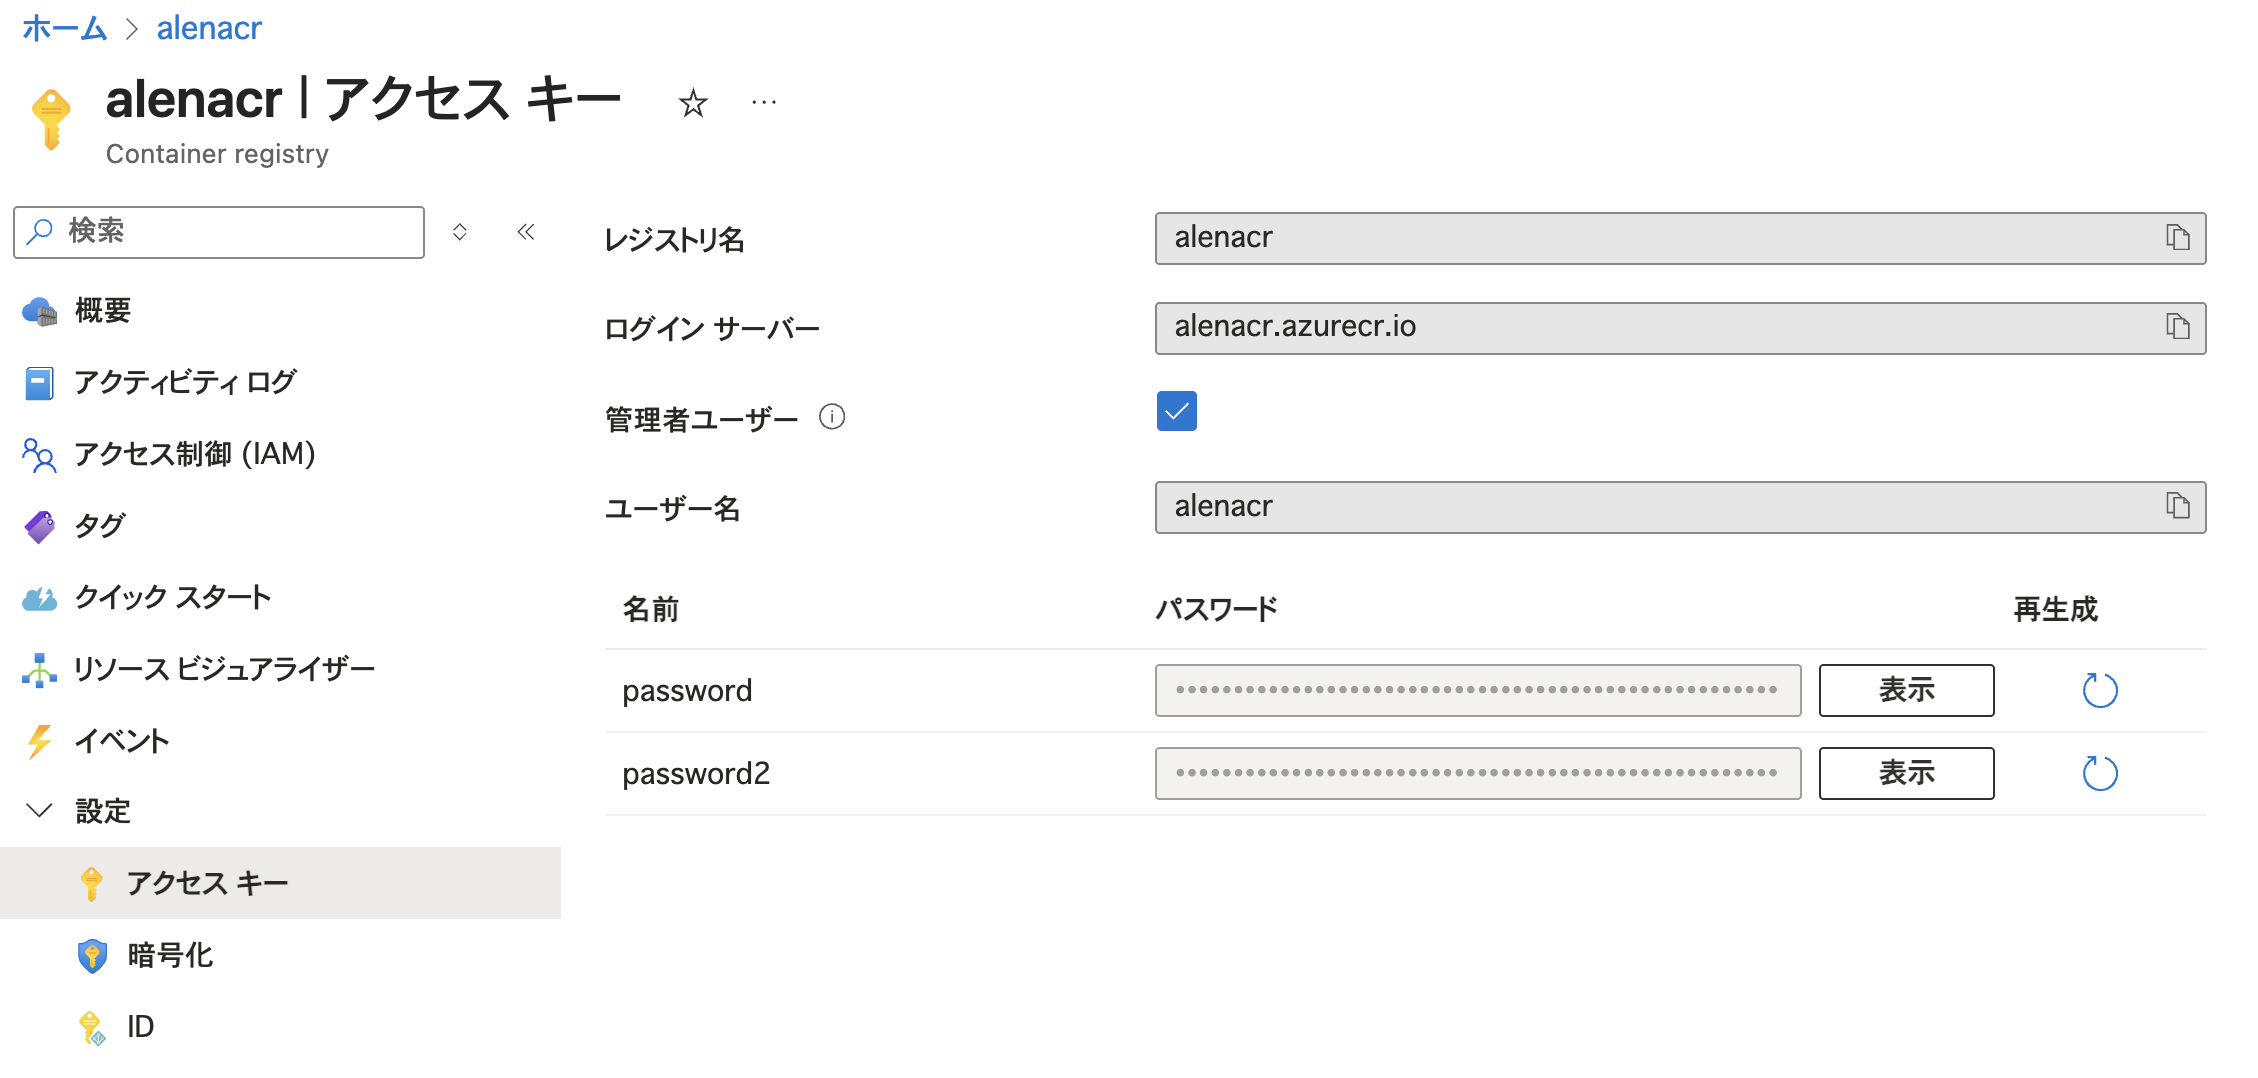 ホーム > alenacr
alenacr | アクセス キー
Container registry
検索
概要
アクティビティ ログ
アクセス制御 (IAM)
タグ
クイック スタート
リソース ビジュアライザー
イベント
設定
アクセス キー
暗号化
ID
レジストリ名 alenacr
ログイン サーバー alenacr.azurecr.io
管理者ユーザー
ユーザー名 alenacr
名前 パスワード 再生成
password 表示
password2 表示